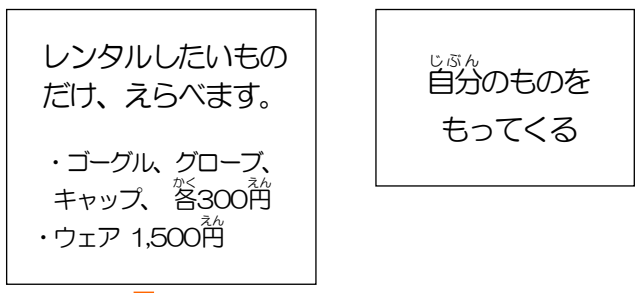 レンタルしたいもの
だけ、えらべます。
・ゴーグル、グローブ、
キャップ、 各300円
・ウェア 1,500円
自分のものを
もってくる